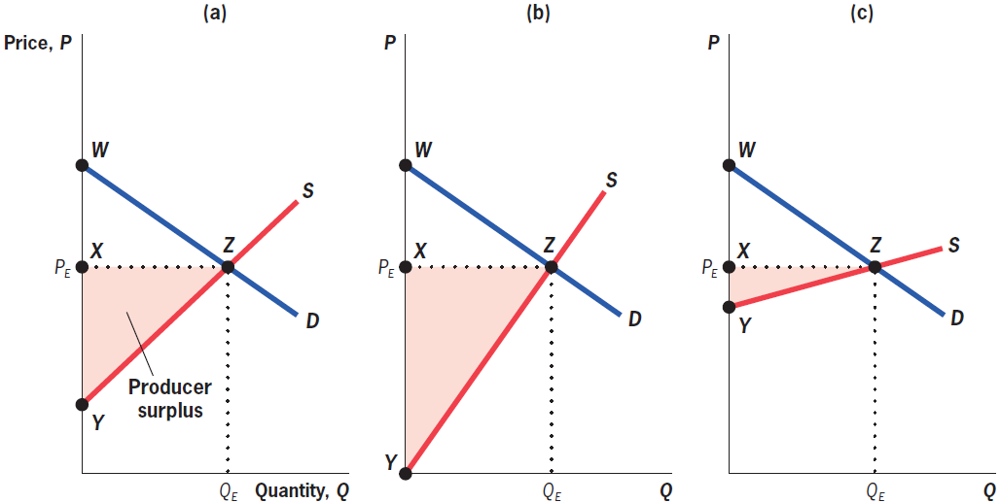 (a)
Price, P
W
S
X
Z
P_E
D
Producer
surplus
Y
Q_E
Quantity, Q
(b)
P
W
S
X
Z
P_E
D
Y
Q_E
Q
(c)
P
W
X
Z
S
P_E
Y
D
Q_E
Q